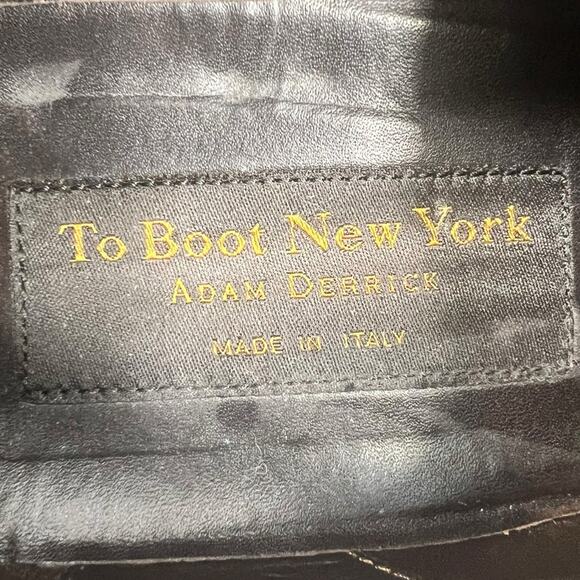 To Boot New York
ADAM DERRICK
MADE IN ITALY